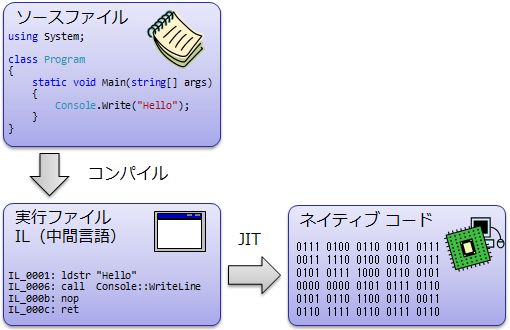 ソースファイル
using System;
class Program
{
    static void Main(string[] args)
    {
        Console.Write("Hello");
    }
}
コンパイル
実行ファイル
IL（中間言語）
IL_0001: ldstr "Hello"
IL_0006: call  Console::WriteLine
IL_000b: nop
IL_000c: ret
JIT
ネイティブ コード
0111 0100 0110 0101 0111
0011 1110 0100 0010 0111
0101 0111 1000 0110 0101
0000 0000 0101 0111 0110
0101 0110 1100 0110 0011
0110 1111 0110 0111 0110